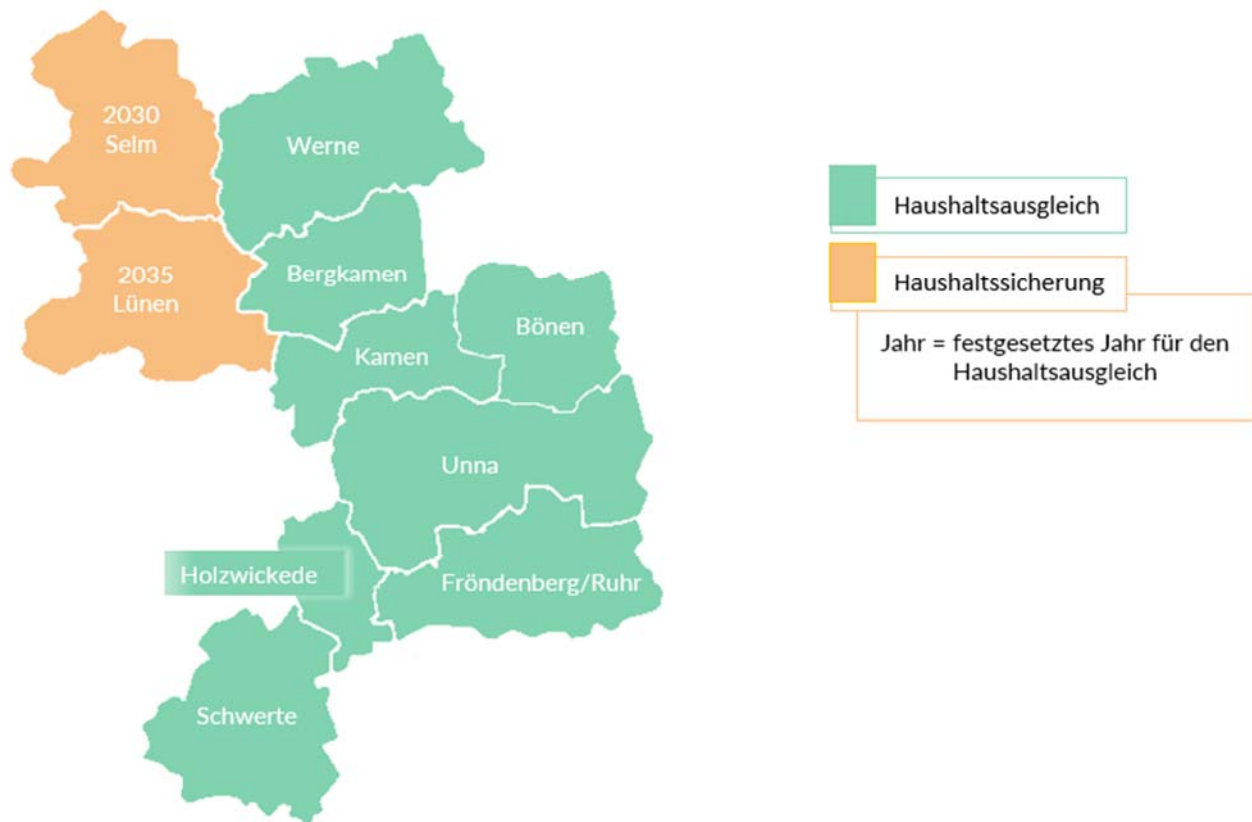 2030
Selm
Werne
2035
Lünen
Bergkamen
Bönen
Kamen
Unna
Holzwickede
Fröndenberg/Ruhr
Schwerte
Haushaltsausgleich
Haushaltssicherung
Jahr = festgesetztes Jahr für den
Haushaltsausgleich